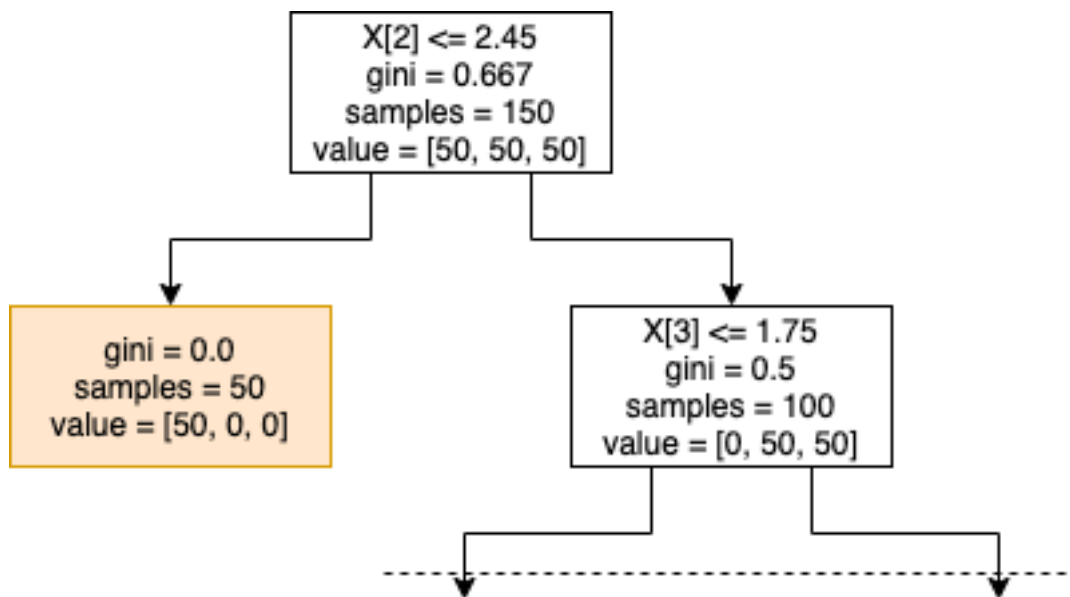 X[2] <= 2.45
gini = 0.667
samples = 150
value = [50, 50, 50]
gini = 0.0
samples = 50
value = [50, 0, 0]
X[3] <= 1.75
gini = 0.5
samples = 100
value = [0, 50, 50]